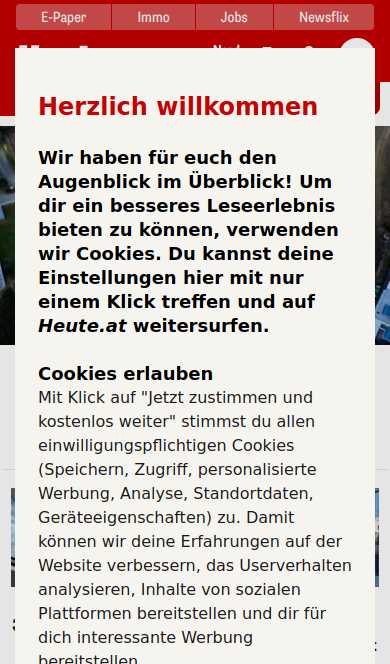 E-Paper
Immo
Jobs
Newsflix
Herzlich willkommen
Wir haben für euch den
Augenblick im Überblick! Um
dir ein besseres Leseerlebnis
bieten zu können, verwenden
wir Cookies. Du kannst deine
Einstellungen hier mit nur
einem Klick treffen und auf
Heute.at weitersurfen.
Cookies erlauben
Mit Klick auf "Jetzt zustimmen und
kostenlos weiter" stimmst du allen
einwilligungspflichtigen Cookies
(Speichern, Zugriff, personalisierte
Werbung, Analyse, Standortdaten,
Geräteeigenschaften) zu. Damit
können wir deine Erfahrungen auf der
Website verbessern, das Userverhalten
analysieren, Inhalte von sozialen
Plattformen bereitstellen und dir für
dich interessante Werbung
bereitstellen